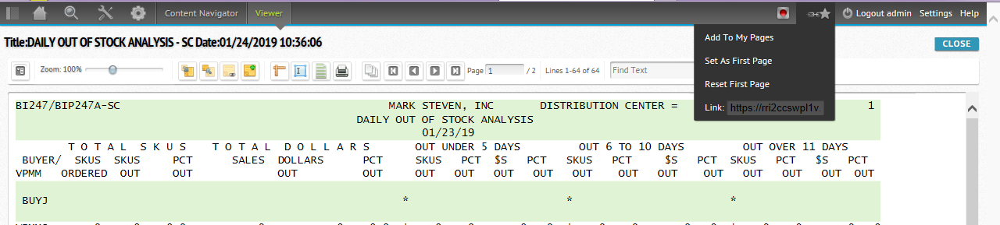 Content Navigator Viewer Logout admin Settings Help
Title:DAILY OUT OF STOCK ANALYSIS - SC Date:01/24/2019 10:36:06
CLOSE
Add To My Pages
Set As First Page
Reset First Page
Link: https://rri2ccswpl1v
Zoom: 100% Page 1 / 2 Lines 1-64 of 64 Find Text
BI247/BIP247A-SC MARK STEVEN, INC DISTRIBUTION CENTER = 1
DAILY OUT OF STOCK ANALYSIS
01/23/19
T O T A L S K U S T O T A L D O L L A R S OUT UNDER 5 DAYS OUT 6 TO 10 DAYS OUT OVER 11 DAYS
BUYER/ SKUS SKUS PCT SALES DOLLARS PCT SKUS PCT $S PCT SKUS PCT $S PCT SKUS PCT $S PCT
VPMM ORDERED OUT OUT OUT OUT OUT OUT OUT OUT OUT OUT OUT OUT OUT OUT OUT OUT
BUYJ * * *